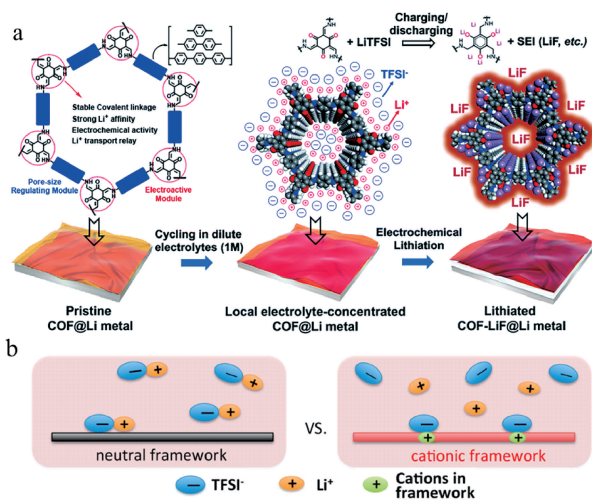 a
+ LiTFSI
Charging/
discharging
+ SEI (LiF, etc.)
TFSI⁻
Li⁺
Stable Covalent linkage
Strong Li⁺ affinity
Electrochemical activity
Li⁺ transport relay
Pore-size
Regulating Module
Electroactive
Module
LiF
LiF
LiF
LiF
LiF
LiF
LiF
Cycling in dilute
electrolytes (1M)
Electrochemical
Lithiation
Pristine
COF@Li metal
Local electrolyte-concentrated
COF@Li metal
Lithiated
COF-LiF@Li metal
b
neutral framework
VS.
cationic framework
TFSI⁻
Li⁺
Cations in
framework